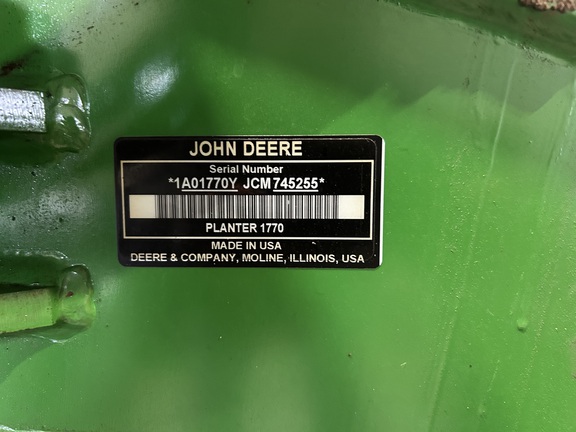 JOHN DEERE
Serial Number
*1A01770Y JCM745255*
PLANTER 1770
MADE IN USA
DEERE & COMPANY, MOLINE, ILLINOIS, USA